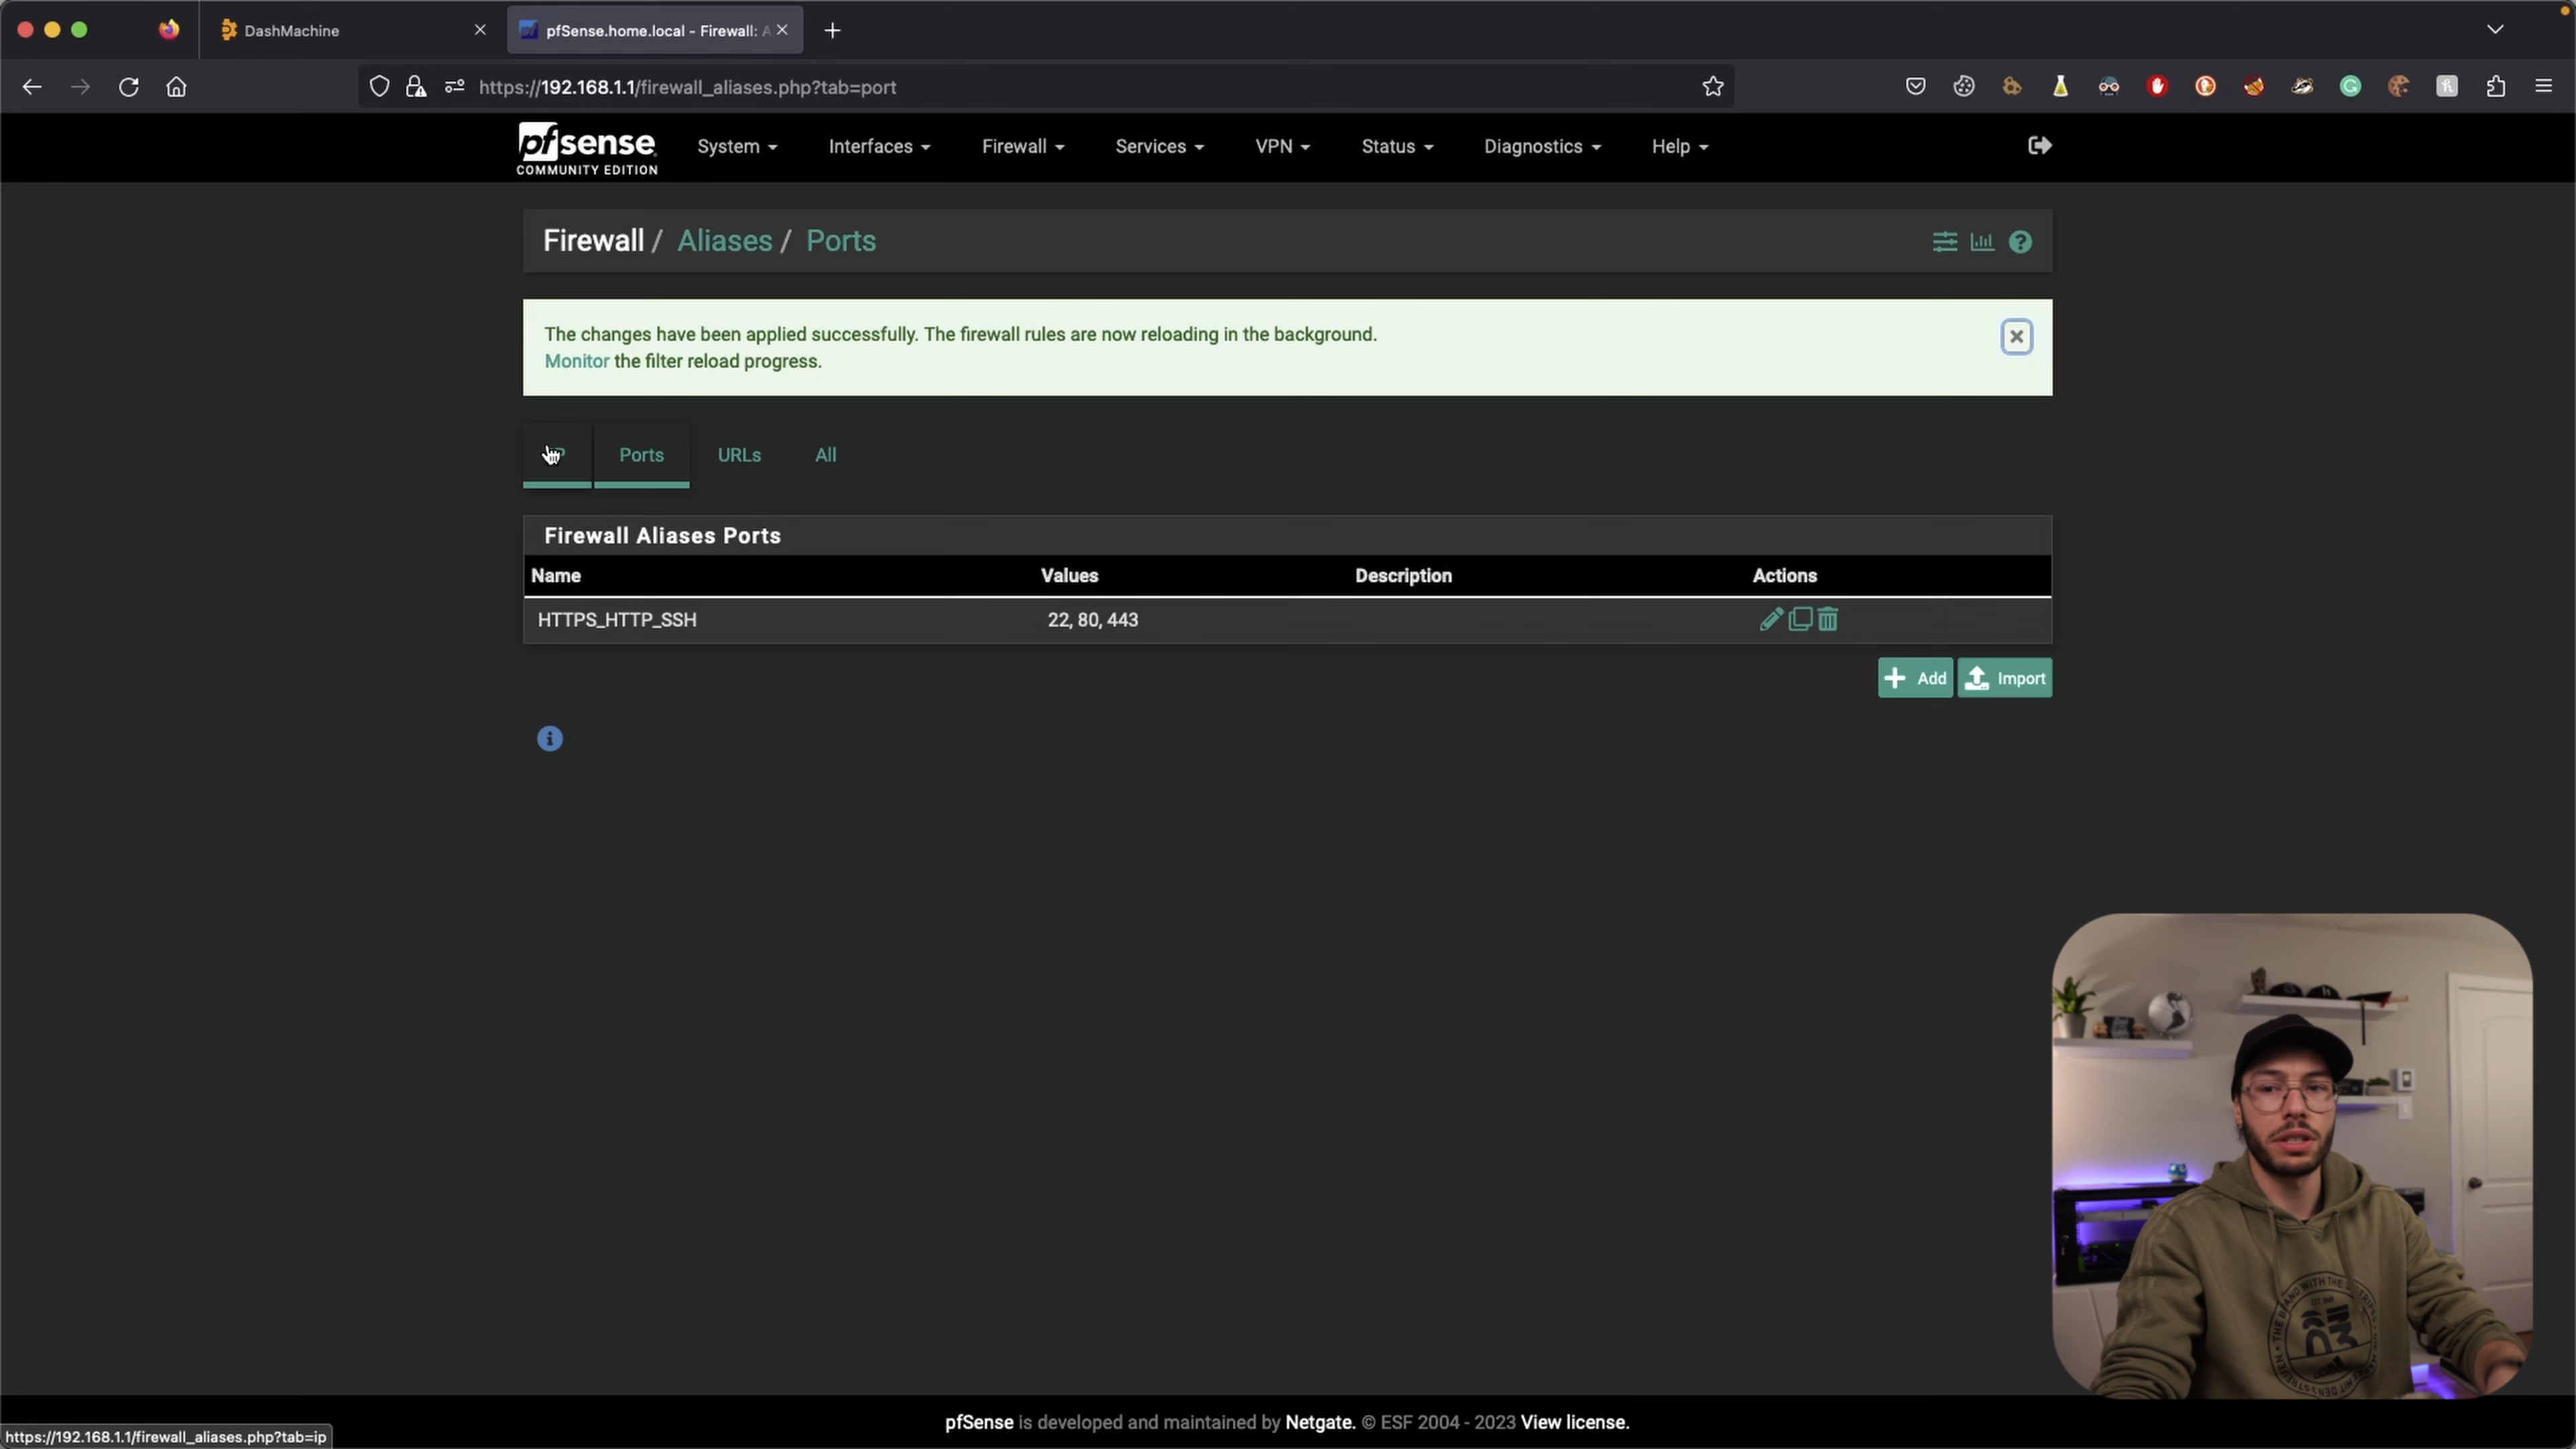 DashMachine
pfSense.home.local - Firewall: A
https://192.168.1.1/firewall_aliases.php?tab=port
pfsense
COMMUNITY EDITION
System
Interfaces
Firewall
Services
VPN
Status
Diagnostics
Help
Firewall / Aliases / Ports
The changes have been applied successfully. The firewall rules are now reloading in the background.
Monitor the filter reload progress.
Ports
URLs
All
Firewall Aliases Ports
Name Values Description Actions
HTTPS_HTTP_SSH 22, 80, 443
Add
Import
pfSense is developed and maintained by Netgate. © ESF 2004 - 2023 View license.
https://192.168.1.1/firewall_aliases.php?tab=ip